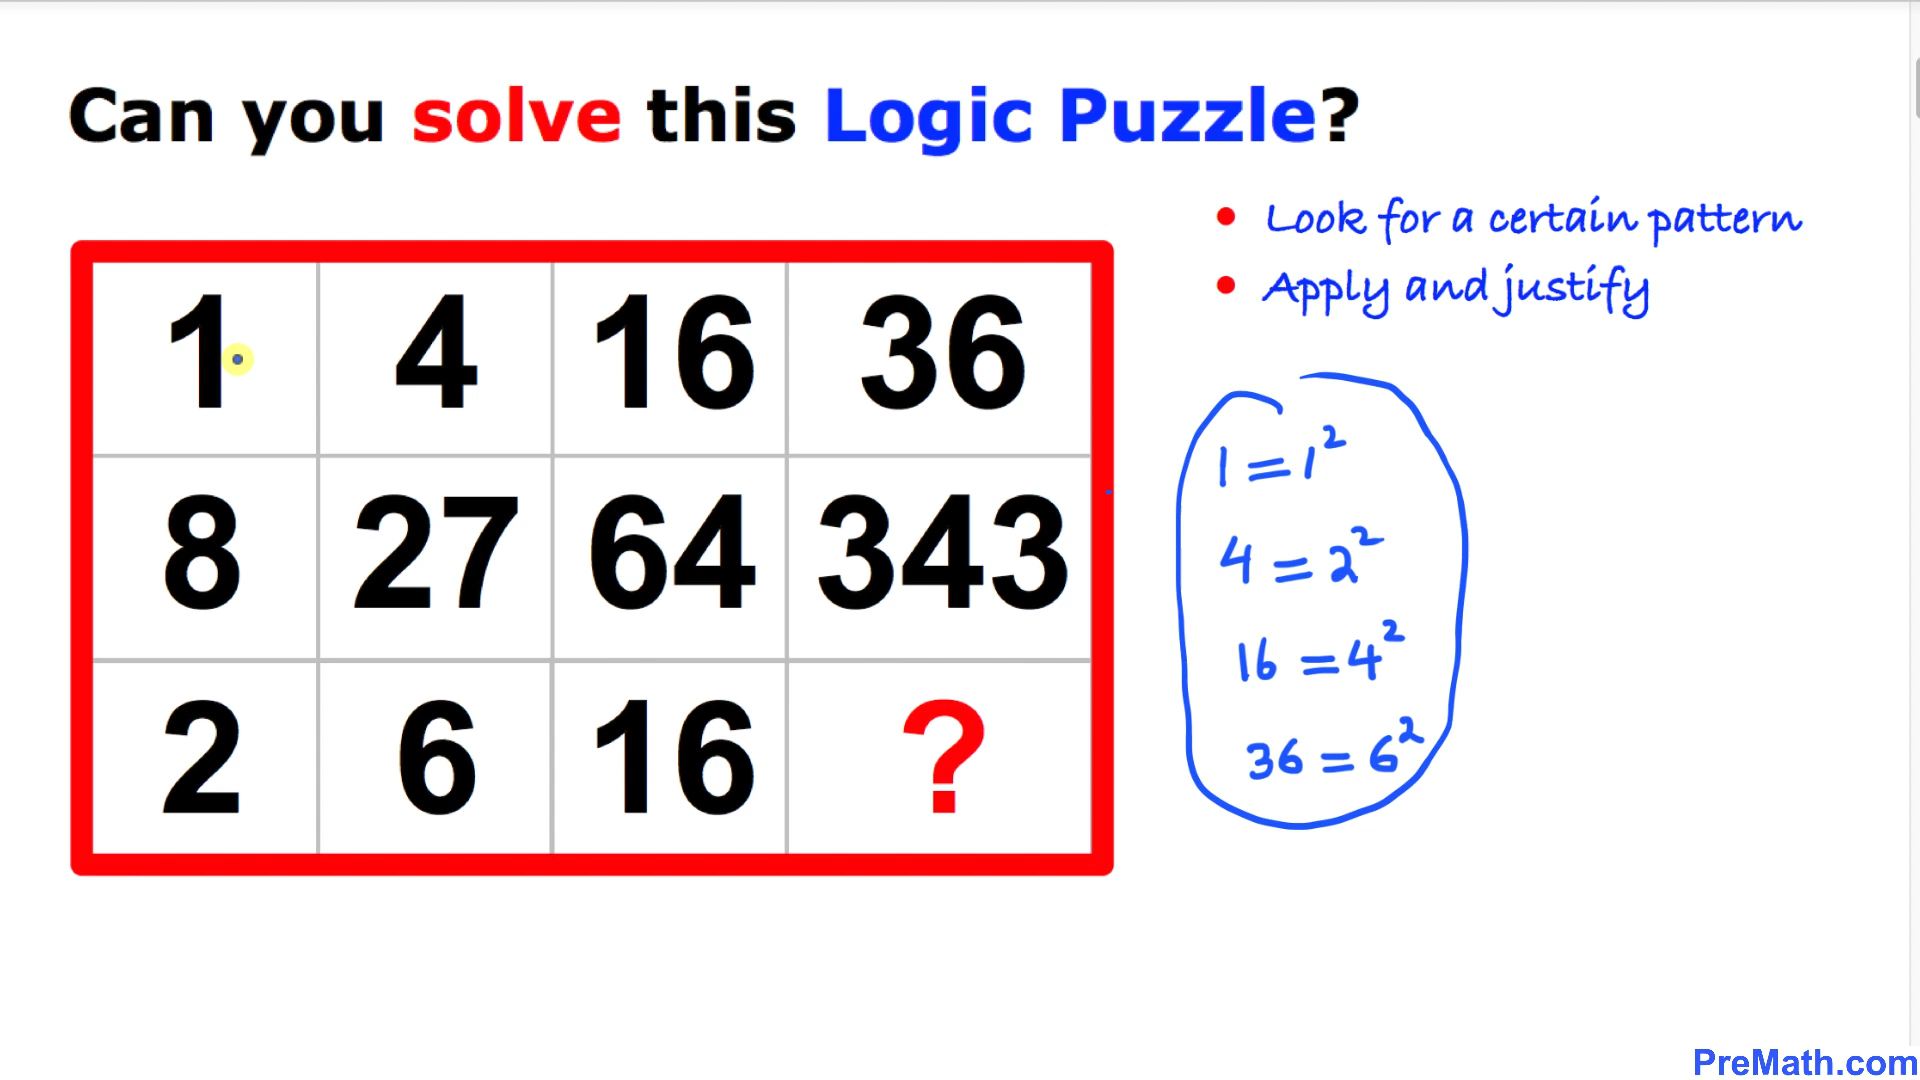 Can you solve this Logic Puzzle?
• Look for a certain pattern
• Apply and justify
1 4 16 36
8 27 64 343
2 6 16 ?
1 = 1²
4 = 2²
16 = 4²
36 = 6²
PreMath.com